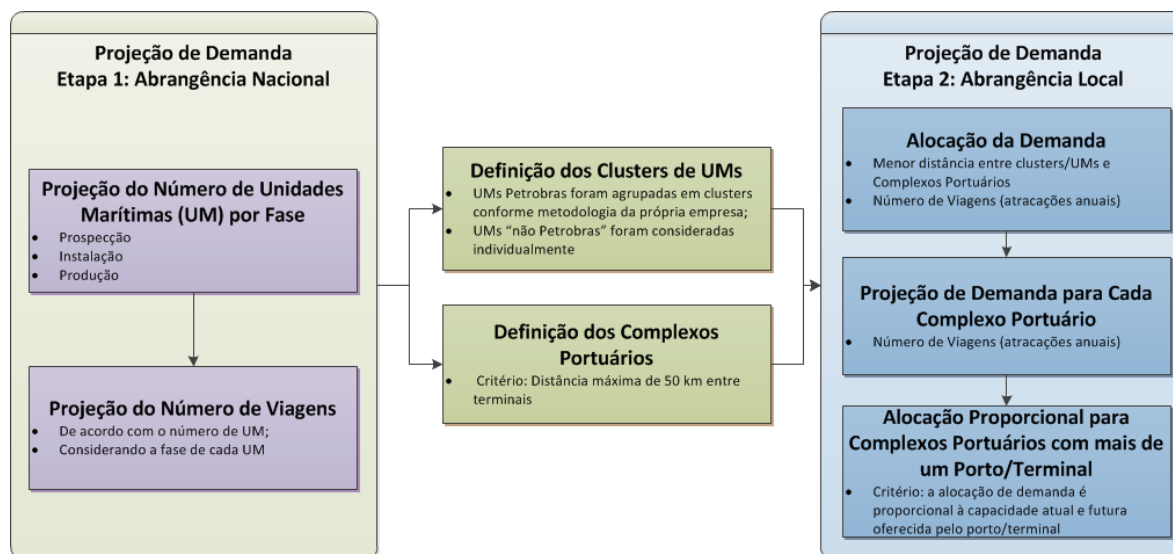 Projeção de Demanda
Etapa 1: Abrangência Nacional
Projeção do Número de Unidades
Marítimas (UM) por Fase
• Prospecção
• Instalação
• Produção
Projeção do Número de Viagens
• De acordo com o número de UM;
• Considerando a fase de cada UM
Definição dos Clusters de UMs
• UMs Petrobras foram agrupadas em clusters
conforme metodologia da própria empresa;
• UMs “não Petrobras” foram consideradas
individualmente
Definição dos Complexos
Portuários
• Critério: Distância máxima de 50 km entre
terminais
Projeção de Demanda
Etapa 2: Abrangência Local
Alocação da Demanda
• Menor distância entre clusters/UMs e
Complexos Portuários
• Número de Viagens (atracações anuais)
Projeção de Demanda para Cada
Complexo Portuário
• Número de Viagens (atracações anuais)
Alocação Proporcional para
Complexos Portuários com mais de
um Porto/Terminal
• Critério: a alocação de demanda é
proporcional à capacidade atual e futura
oferecida pelo porto/terminal